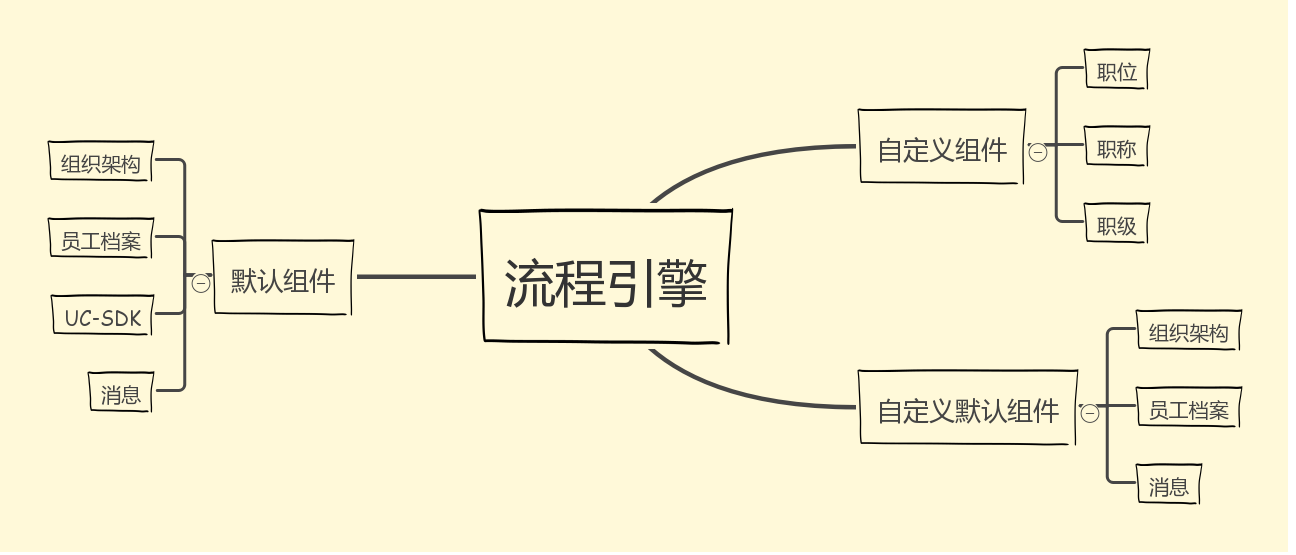 流程引擎
自定义组件
职位
职称
职级
自定义默认组件
组织架构
员工档案
消息
默认组件
组织架构
员工档案
UC-SDK
消息